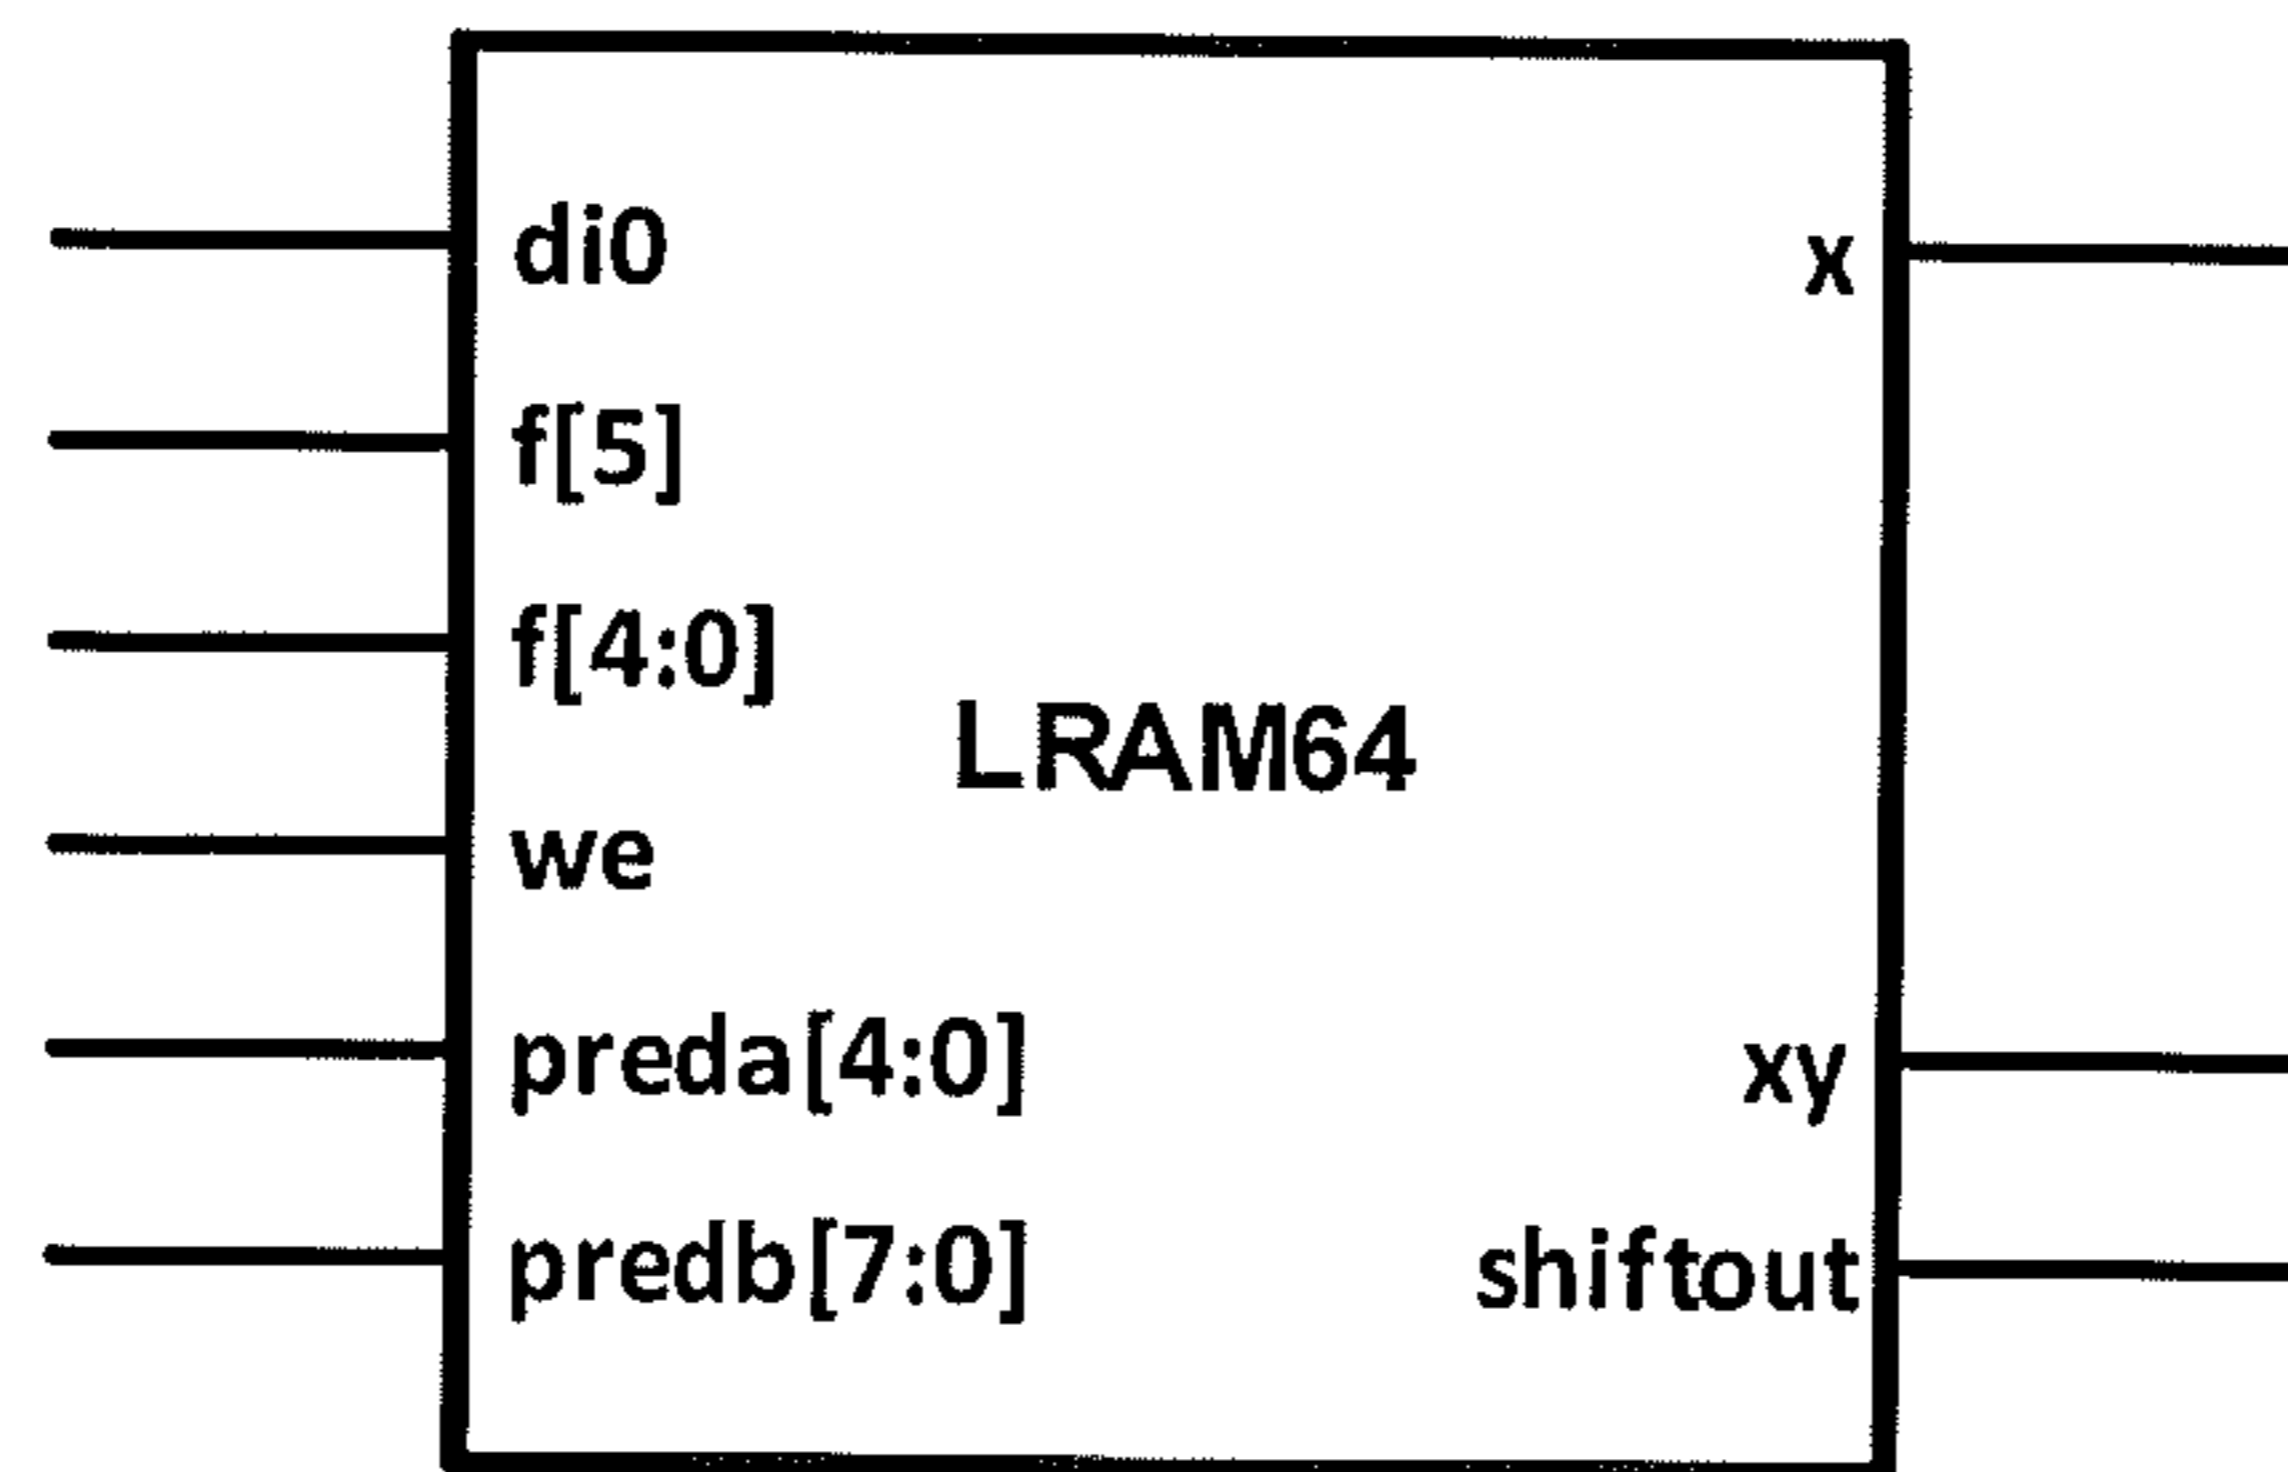 di0
x
f[5]
f[4:0]
LRAM64
we
preda[4:0]
xy
predb[7:0]
shiftout